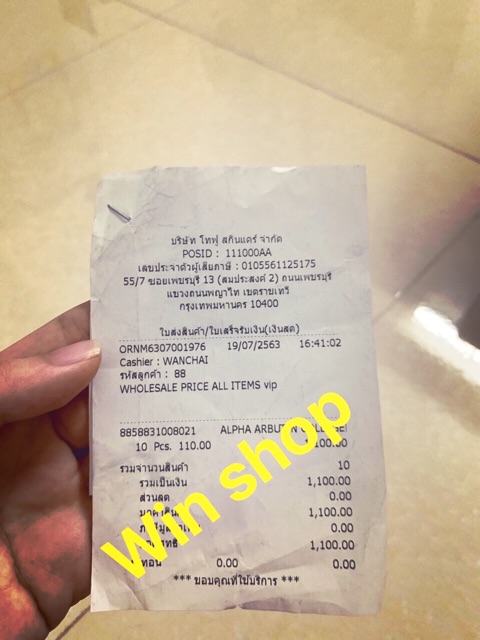 บริษัท โทฟู สกินแคร์ จำกัด
POSID : 111000AA
เลขประจำตัวผู้เสียภาษี : 0105561125175
55/7 ซอยเพชรบุรี 13 (สมประสงค์ 2) ถนนเพชรบุรี
แขวงถนนพญาไท เขตราชเทวี
กรุงเทพมหานคร 10400
ใบส่งสินค้า/ใบเสร็จรับเงิน(เงินสด)
ORNM6307001976 19/07/2563 16:41:02
Cashier : WANCHAI
รหัสลูกค้า : 88
WHOLESALE PRICE ALL ITEMS vip
8858831008021 ALPHA
10 Pcs. 110.00
รวมจำนวนสินค้า 10
รวมเป็นเงิน 1,100.00
ส่วนลด 0.00
1,100.00
0.00
1,100.00
0.00 0.00
*** ขอบคุณที่ใช้บริการ ***
Win shop